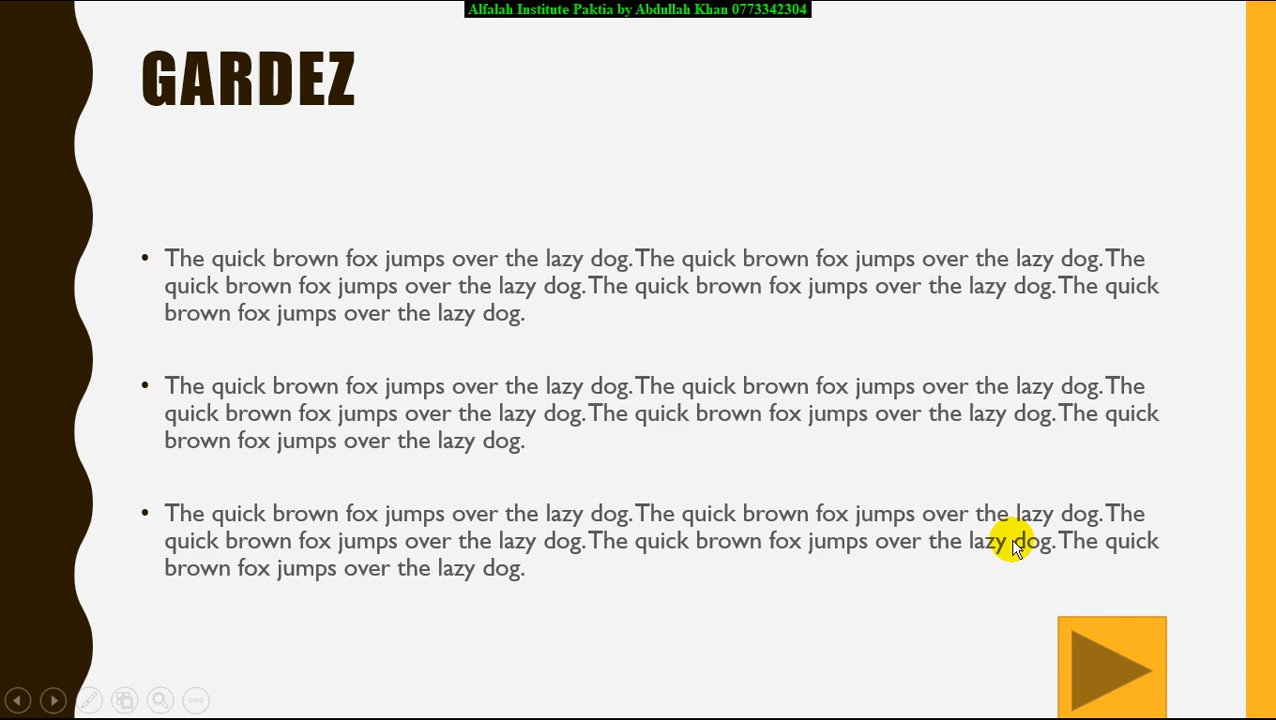 Alfalah Institute Paktia by Abdullah Khan 0773342304
GARDEZ
• The quick brown fox jumps over the lazy dog. The quick brown fox jumps over the lazy dog. The
quick brown fox jumps over the lazy dog. The quick brown fox jumps over the lazy dog. The quick
brown fox jumps over the lazy dog.
• The quick brown fox jumps over the lazy dog. The quick brown fox jumps over the lazy dog. The
quick brown fox jumps over the lazy dog. The quick brown fox jumps over the lazy dog. The quick
brown fox jumps over the lazy dog.
• The quick brown fox jumps over the lazy dog. The quick brown fox jumps over the lazy dog. The
quick brown fox jumps over the lazy dog. The quick brown fox jumps over the lazy dog. The quick
brown fox jumps over the lazy dog.